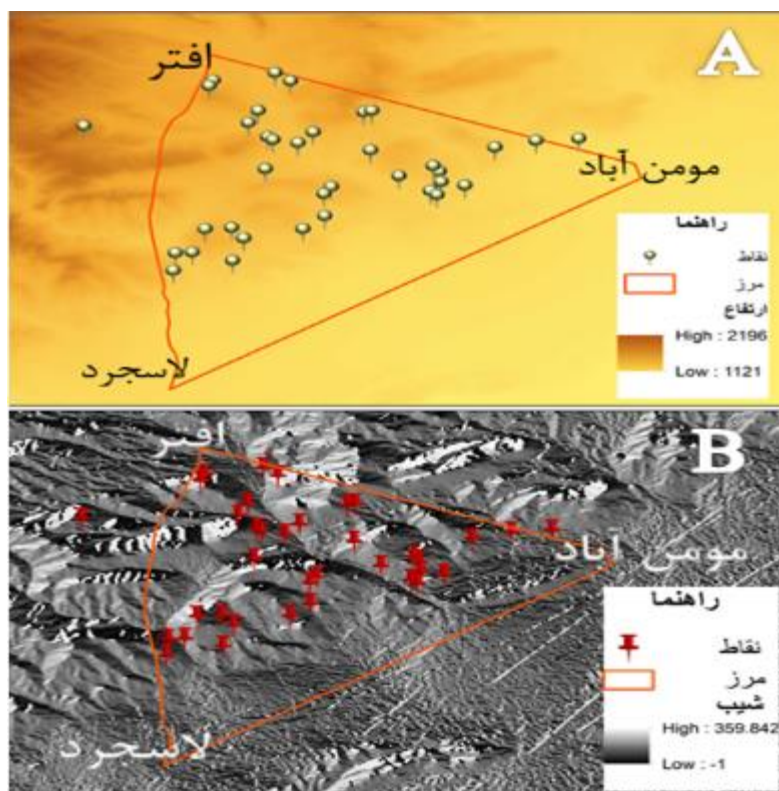 A
افتر
مومن آباد
لاسجرد
راهنما
نقاط
مرز
ارتفاع
High : 2196
Low : 1121
B
افتر
مومن آباد
لاسجرد
راهنما
نقاط
مرز
شیب
High : 359.842
Low : -1